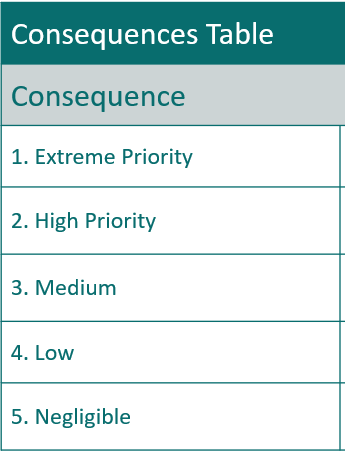 Consequences Table
Consequence
1. Extreme Priority
2. High Priority
3. Medium
4. Low
5. Negligible